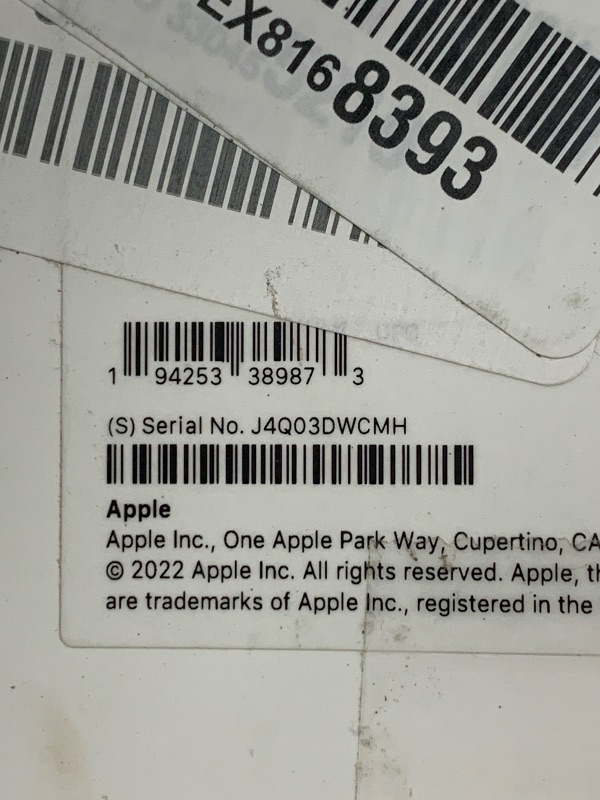 EX8168393
1 94253 38987 3
(S) Serial No. J4Q03DWCMH
Apple
Apple Inc., One Apple Park Way, Cupertino, CA
© 2022 Apple Inc. All rights reserved. Apple, th
are trademarks of Apple Inc., registered in the